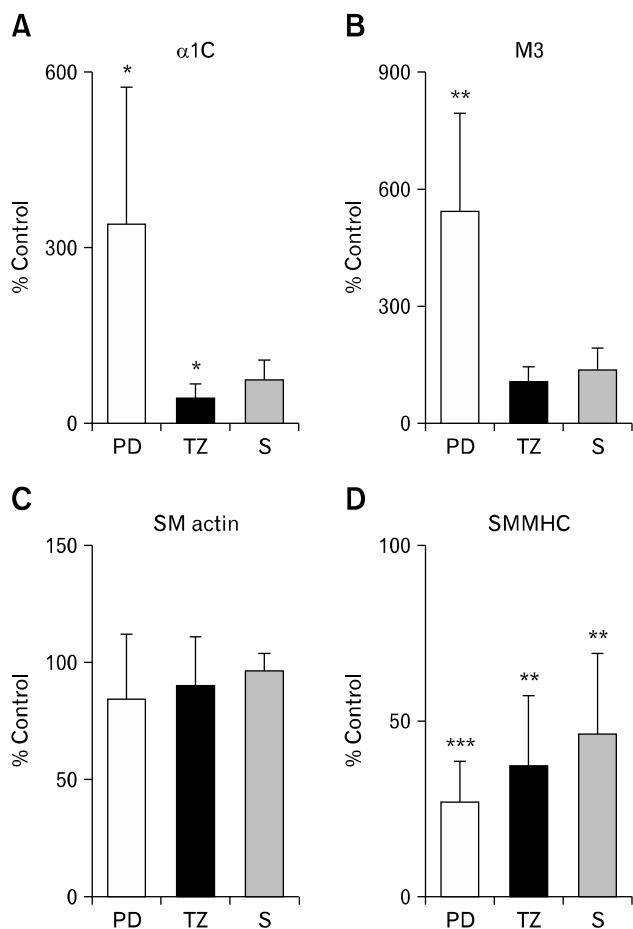 A
α1C
600
300
0
% Control
*
*
PD TZ S
B
M3
900
600
300
0
% Control
**
PD TZ S
C
SM actin
150
100
50
0
% Control
PD TZ S
D
SMMHC
100
50
0
% Control
***
**
**
PD TZ S